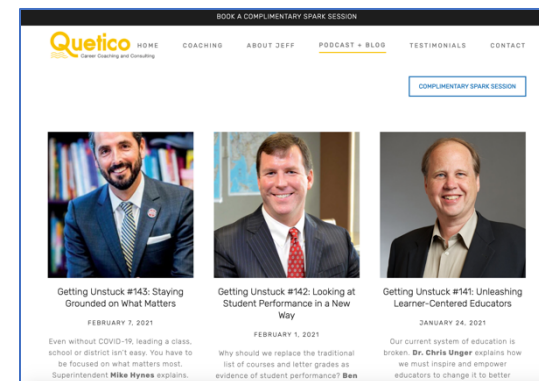 BOOK A COMPLIMENTARY SPARK SESSION
Quetico
Career Coaching and Consulting
HOME COACHING ABOUT JEFF PODCAST + BLOG TESTIMONIALS CONTACT
COMPLIMENTARY SPARK SESSION
Getting Unstuck #143: Staying
Grounded on What Matters
FEBRUARY 7, 2021
Even without COVID-19, leading a class,
school or district isn't easy. You have to
be focused on what matters most.
Superintendent Mike Hynes explains.
Getting Unstuck #142: Looking at
Student Performance in a New
Way
FEBRUARY 1, 2021
Why should we replace the traditional
list of courses and letter grades as
evidence of student performance? Ben
Getting Unstuck #141: Unleashing
Learner-Centered Educators
JANUARY 24, 2021
Our current system of education is
broken. Dr. Chris Unger explains how
we must inspire and empower
educators to change it to better